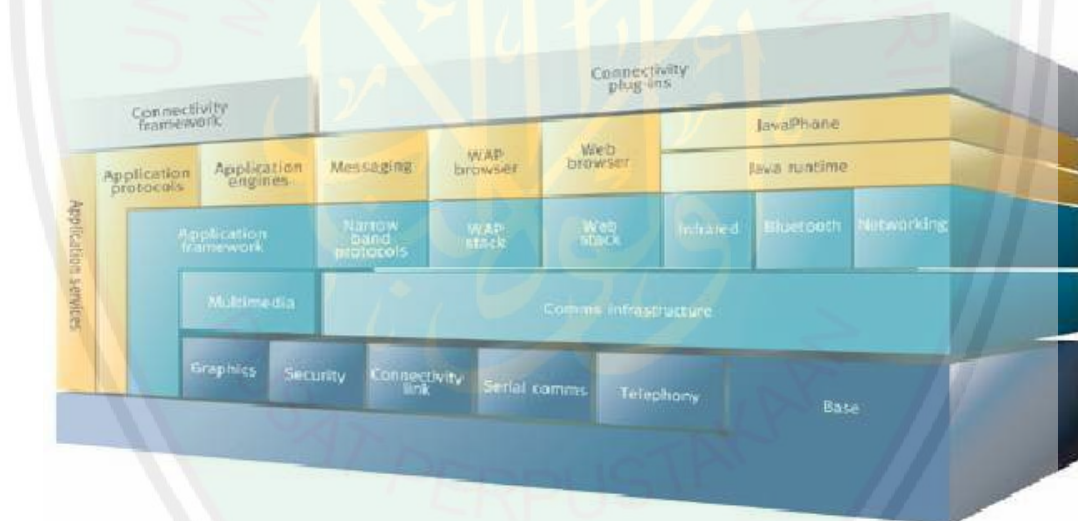 Connectivity
plug-ins
Connectivity
framework
JavaPhone
Java runtime
Application
protocols
Application
engines
Messaging
WAP
browser
Web
browser
Application services
Application
framework
Narrow
band
protocols
WAP
stack
Web
stack
Infrared
Bluetooth
Networking
Multimedia
Comms infrastructure
Graphics
Security
Connectivity
link
Serial comms
Telephony
Base
PERPUSTAKAAN